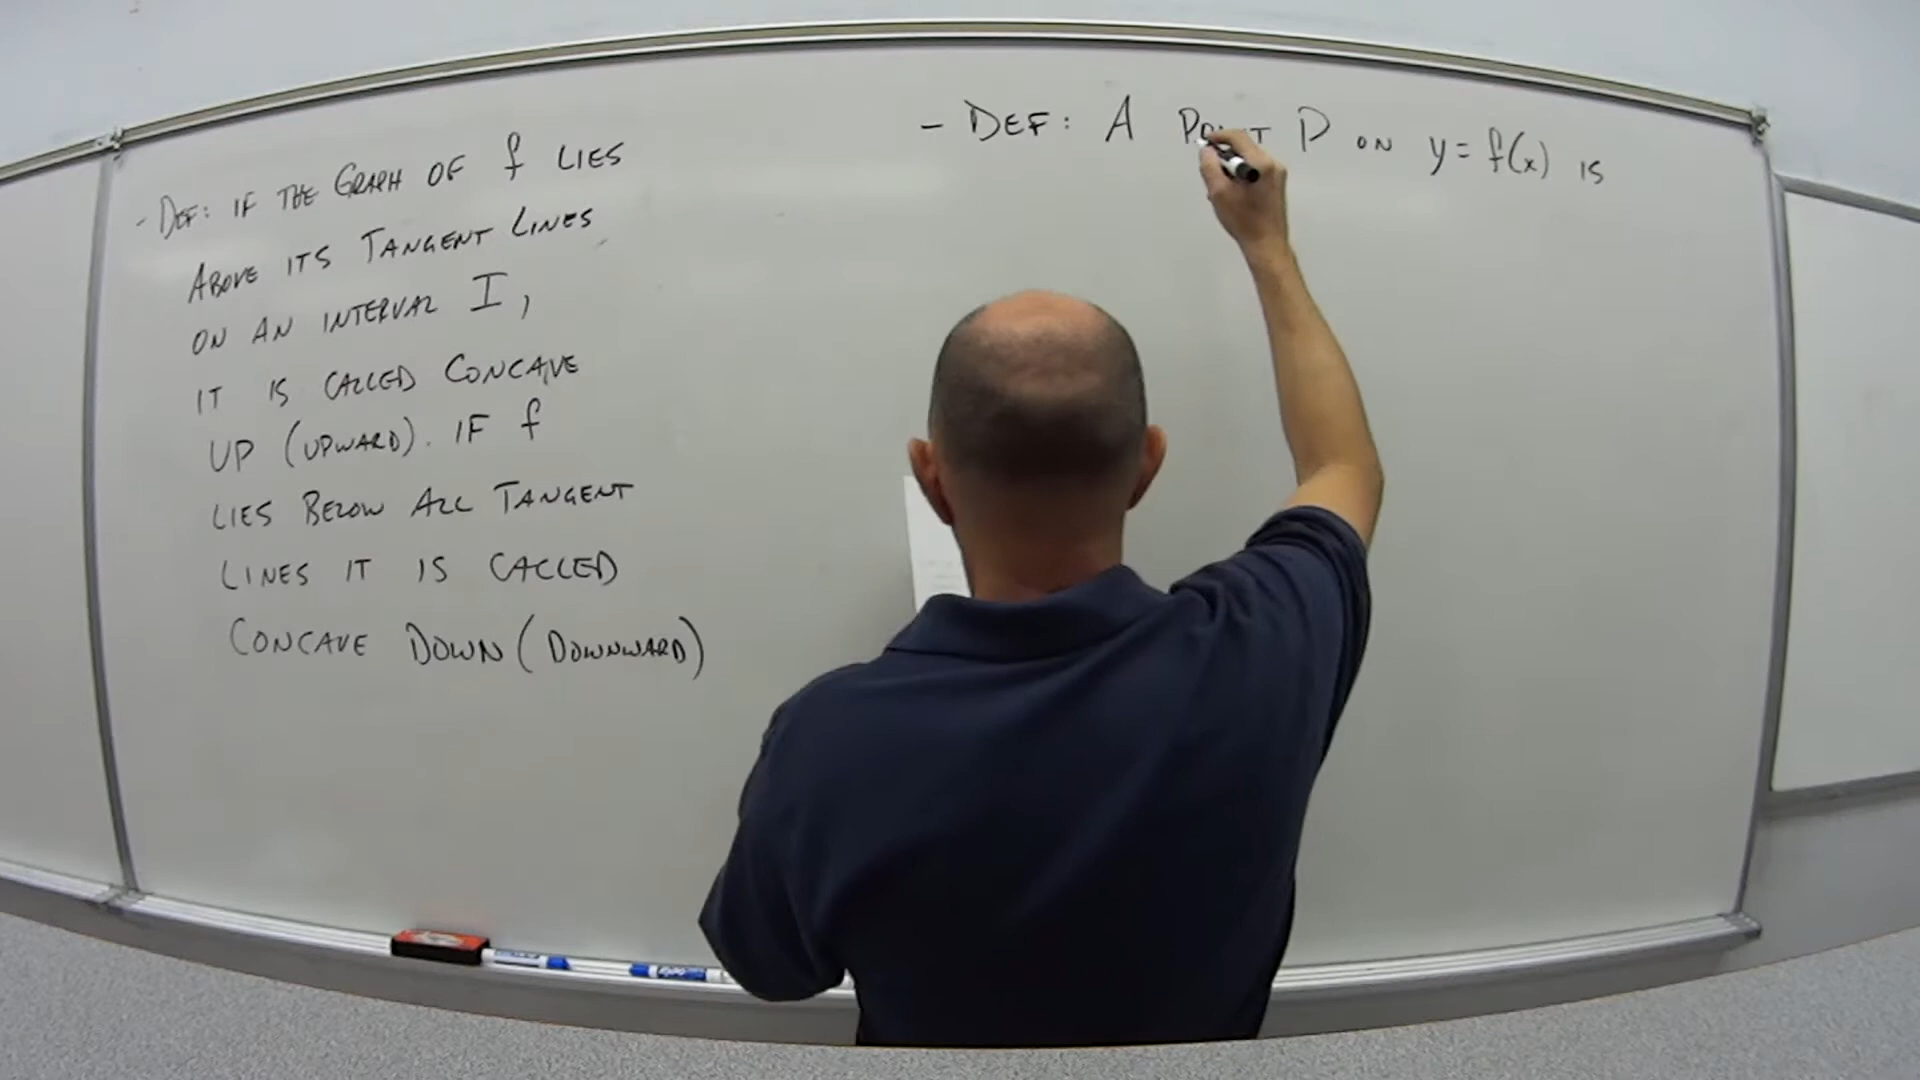 - DEF: IF THE GRAPH OF f LIES
ABOVE ITS TANGENT LINES
ON AN INTERVAL I,
IT IS CALLED CONCAVE
UP (UPWARD). IF f
LIES BELOW ALL TANGENT
LINES IT IS CALLED
CONCAVE DOWN (DOWNWARD)
- DEF: A POINT P ON y = f(x) IS